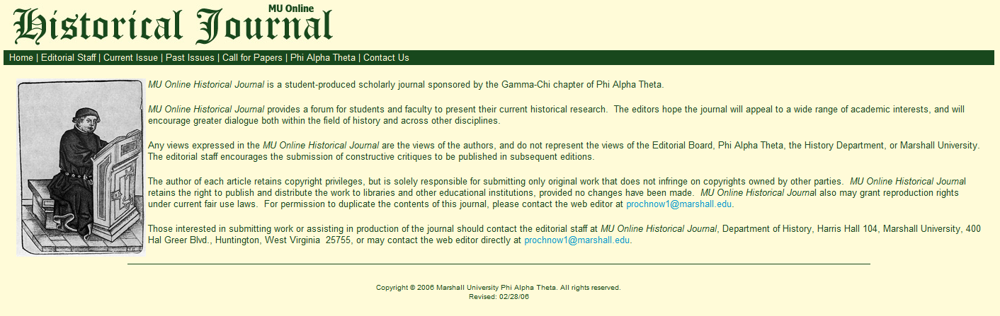 MU Online
Historical Journal
Home | Editorial Staff | Current Issue | Past Issues | Call for Papers | Phi Alpha Theta | Contact Us
MU Online Historical Journal is a student-produced scholarly journal sponsored by the Gamma-Chi chapter of Phi Alpha Theta.
MU Online Historical Journal provides a forum for students and faculty to present their current historical research.  The editors hope the journal will appeal to a wide range of academic interests, and will
encourage greater dialogue both within the field of history and across other disciplines.
Any views expressed in the MU Online Historical Journal are the views of the authors, and do not represent the views of the Editorial Board, Phi Alpha Theta, the History Department, or Marshall University.
The editorial staff encourages the submission of constructive critiques to be published in subsequent editions.
The author of each article retains copyright privileges, but is solely responsible for submitting only original work that does not infringe on copyrights owned by other parties.  MU Online Historical Journal
retains the right to publish and distribute the work to libraries and other educational institutions, provided no changes have been made.  MU Online Historical Journal also may grant reproduction rights
under current fair use laws.  For permission to duplicate the contents of this journal, please contact the web editor at prochnow1@marshall.edu.
Those interested in submitting work or assisting in production of the journal should contact the editorial staff at MU Online Historical Journal, Department of History, Harris Hall 104, Marshall University, 400
Hal Greer Blvd., Huntington, West Virginia  25755, or may contact the web editor directly at prochnow1@marshall.edu.
Copyright © 2006 Marshall University Phi Alpha Theta. All rights reserved.
Revised: 02/28/06